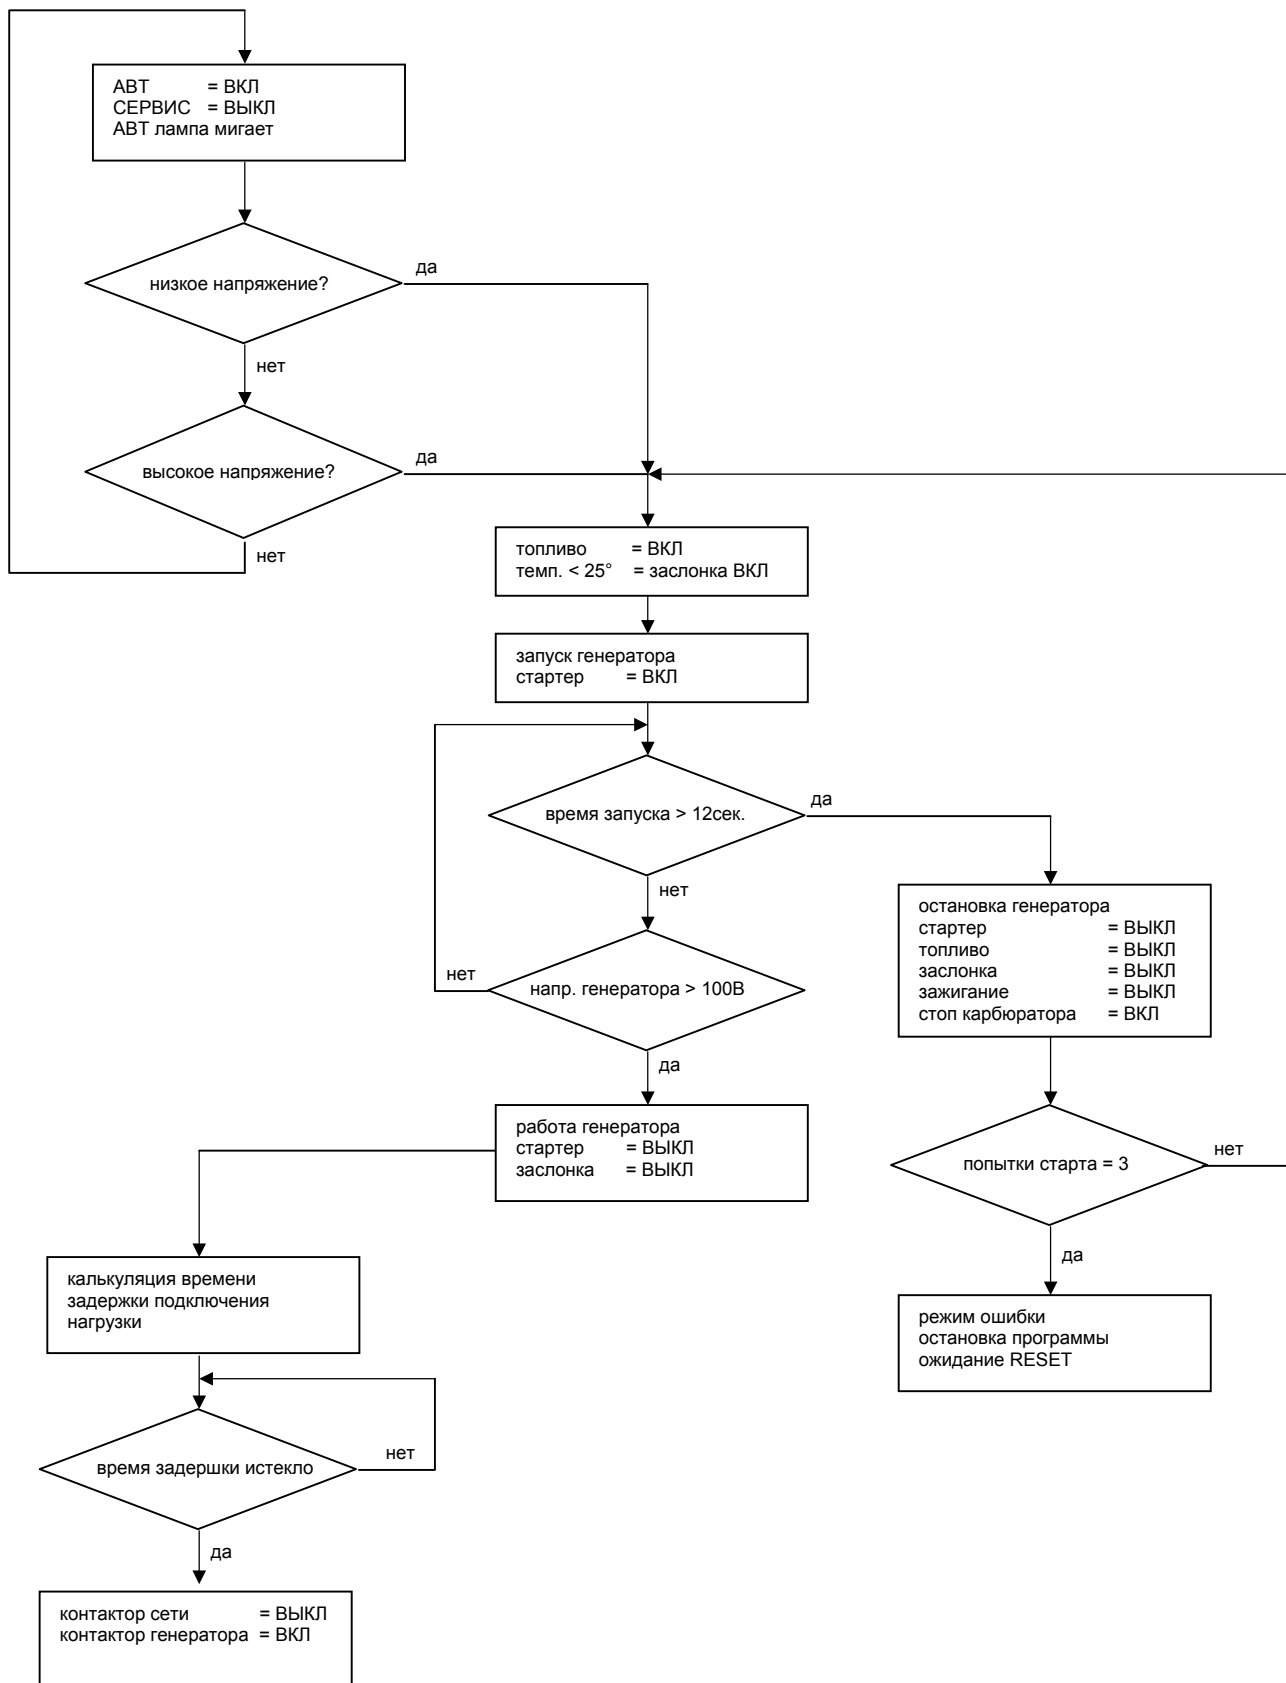 АВТ = ВКЛ
СЕРВИС = ВЫКЛ
АВТ лампа мигает
низкое напряжение?
да
нет
высокое напряжение?
да
нет
топливо = ВКЛ
темп. < 25° = заслонка ВКЛ
запуск генератора
стартер = ВКЛ
время запуска > 12сек.
да
нет
напр. генератора > 100В
нет
да
остановка генератора
стартер = ВЫКЛ
топливо = ВЫКЛ
заслонка = ВЫКЛ
зажигание = ВЫКЛ
стоп карбюратора = ВКЛ
попытки старта = 3
нет
да
режим ошибки
остановка программы
ожидание RESET
работа генератора
стартер = ВЫКЛ
заслонка = ВЫКЛ
калькуляция времени
задержки подключения
нагрузки
время задершки истекло
нет
да
контактор сети = ВЫКЛ
контактор генератора = ВКЛ